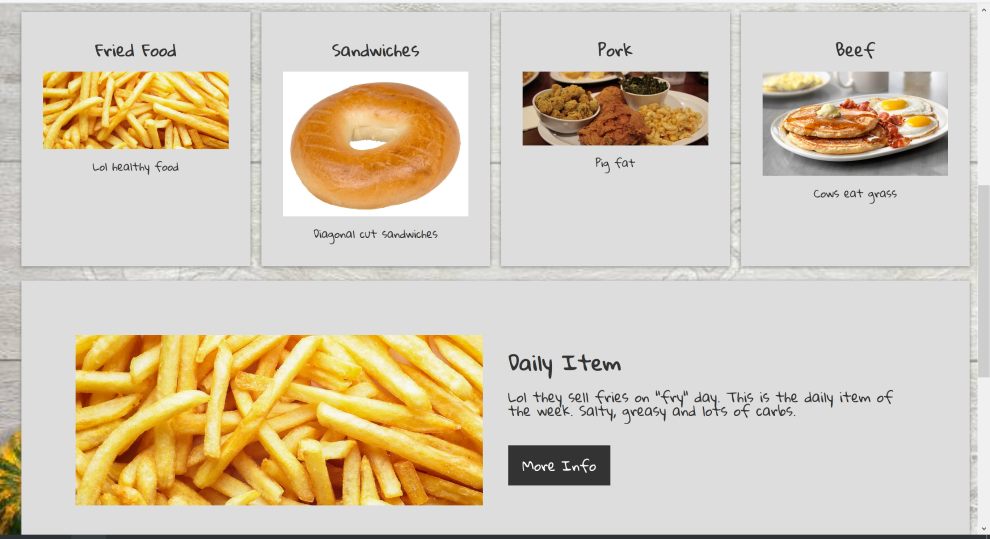 Fried Food
Lol healthy food
Sandwiches
Diagonal cut sandwiches
Pork
Pig fat
Beef
Cows eat grass
Daily Item
Lol they sell fries on "fry" day. This is the daily item of
the week. Salty, greasy and lots of carbs.
More Info